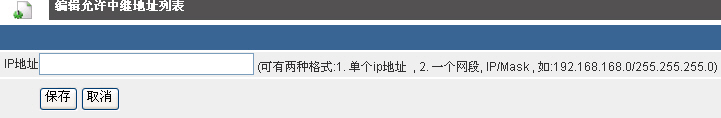 编辑允许中继地址列表
IP地址 (可有两种格式:1. 单个ip地址 , 2. 一个网段, IP/Mask , 如:192.168.168.0/255.255.255.0)
保存 取消